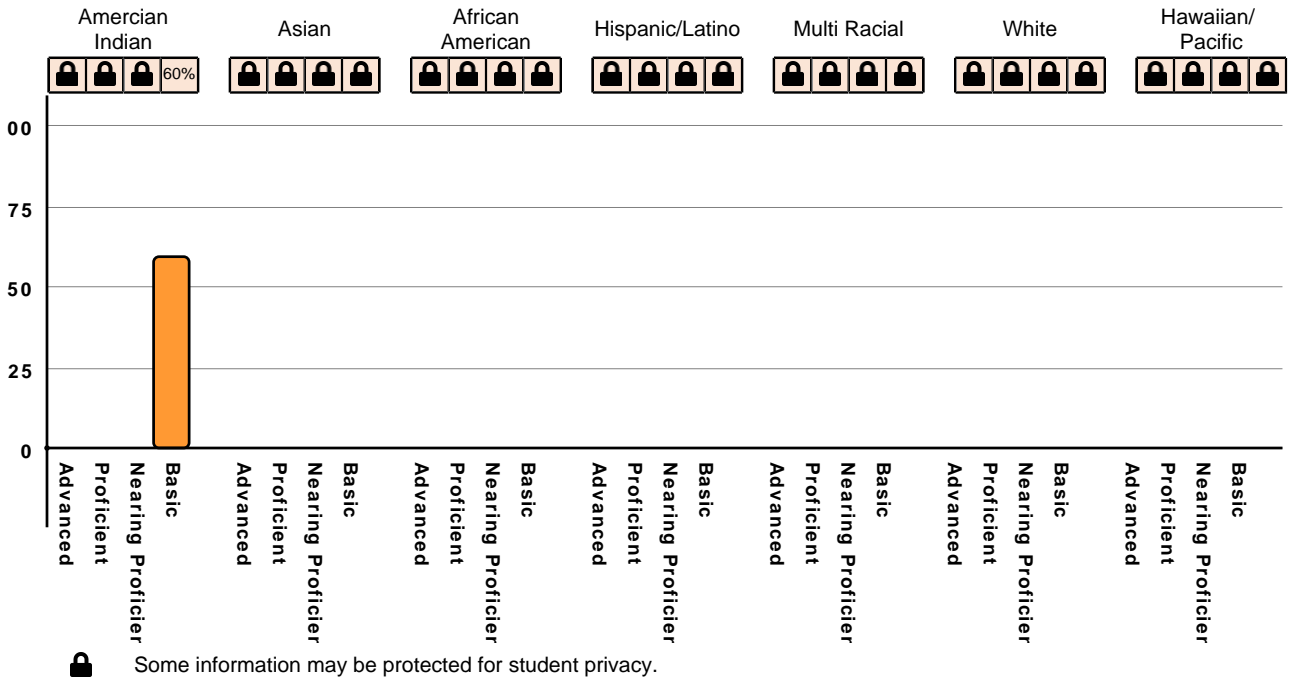 Amercian
Indian
Asian
African
American
Hispanic/Latino
Multi Racial
White
Hawaiian/
Pacific
60%
00
75
50
25
0
Advanced
Proficient
Nearing Proficier
Basic
Advanced
Proficient
Nearing Proficier
Basic
Advanced
Proficient
Nearing Proficier
Basic
Advanced
Proficient
Nearing Proficier
Basic
Advanced
Proficient
Nearing Proficier
Basic
Advanced
Proficient
Nearing Proficier
Basic
Advanced
Proficient
Nearing Proficier
Basic
Some information may be protected for student privacy.